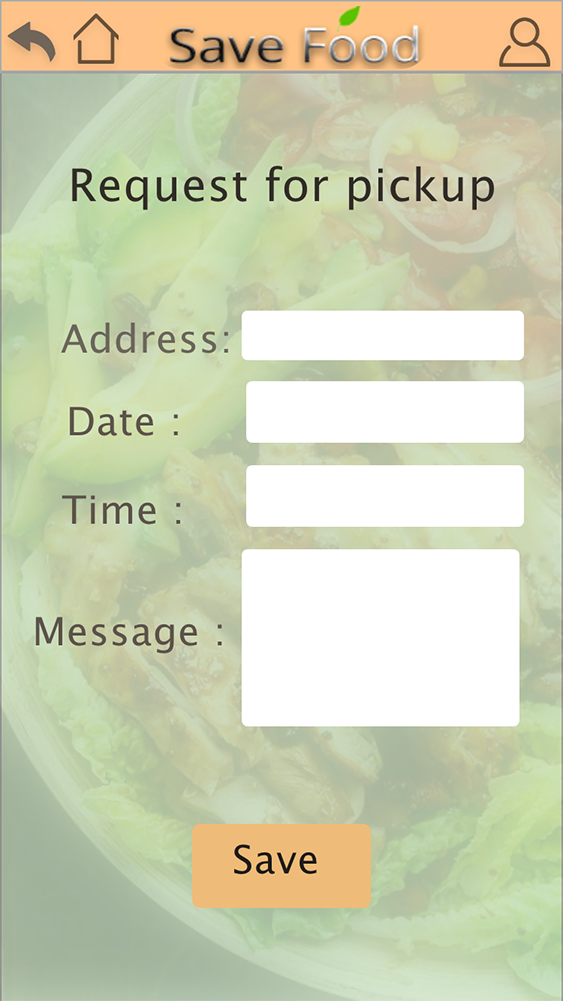 Save Food
Request for pickup
Address:
Date :
Time :
Message :
Save